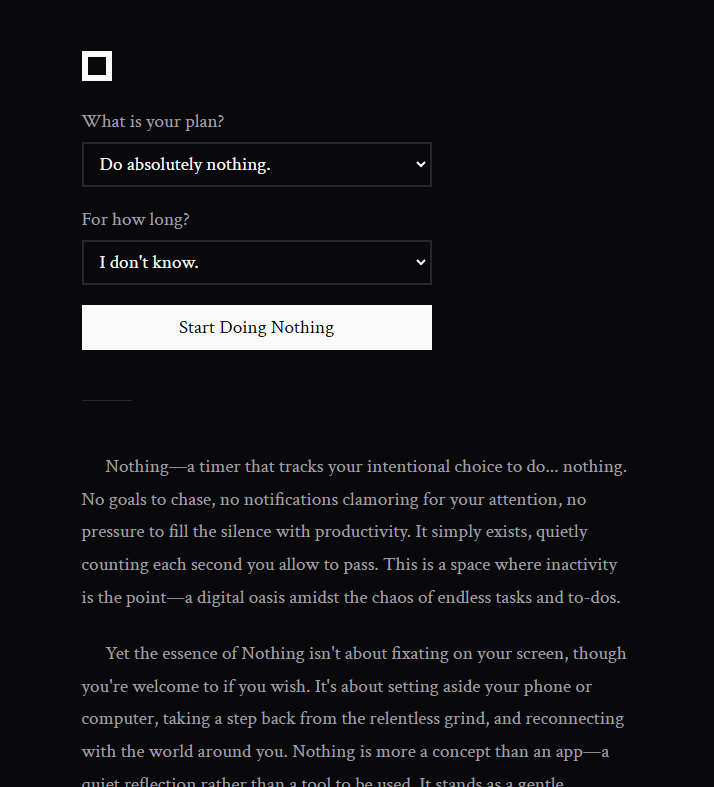 What is your plan?
Do absolutely nothing.
For how long?
I don't know.
Start Doing Nothing
Nothing—a timer that tracks your intentional choice to do... nothing.
No goals to chase, no notifications clamoring for your attention, no
pressure to fill the silence with productivity. It simply exists, quietly
counting each second you allow to pass. This is a space where inactivity
is the point—a digital oasis amidst the chaos of endless tasks and to-dos.
Yet the essence of Nothing isn't about fixating on your screen, though
you're welcome to if you wish. It's about setting aside your phone or
computer, taking a step back from the relentless grind, and reconnecting
with the world around you. Nothing is more a concept than an app—a
quiet reflection rather than a tool to be used. It stands as a gentle